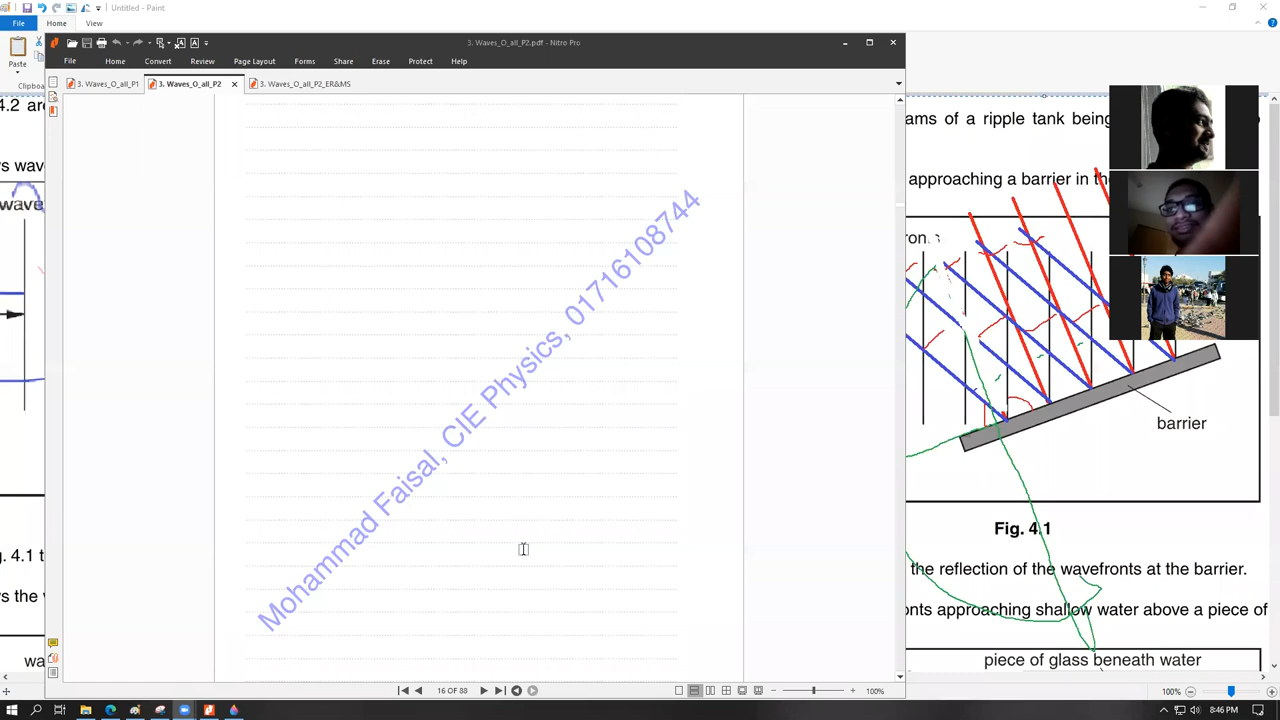 Untitled - Paint
File
Home
View
Paste
Clipboa
3. Waves_O_all_P2.pdf - Nitro Pro
File
Home
Convert
Review
Page Layout
Forms
Share
Erase
Protect
Help
3. Waves_O_all_P1
3. Waves_O_all_P2
3. Waves_O_all_P2_ER&MS
Mohammad Faisal, CIE Physics, 01716108744
16 OF 88
100%
4.2 are
s wav
wave
g. 4.1 t
ws the w
wa
ams of a ripple tank being
approaching a barrier in the
barrier
Fig. 4.1
the reflection of the wavefronts at the barrier.
onts approaching shallow water above a piece of
piece of glass beneath water
100%
8:46 PM